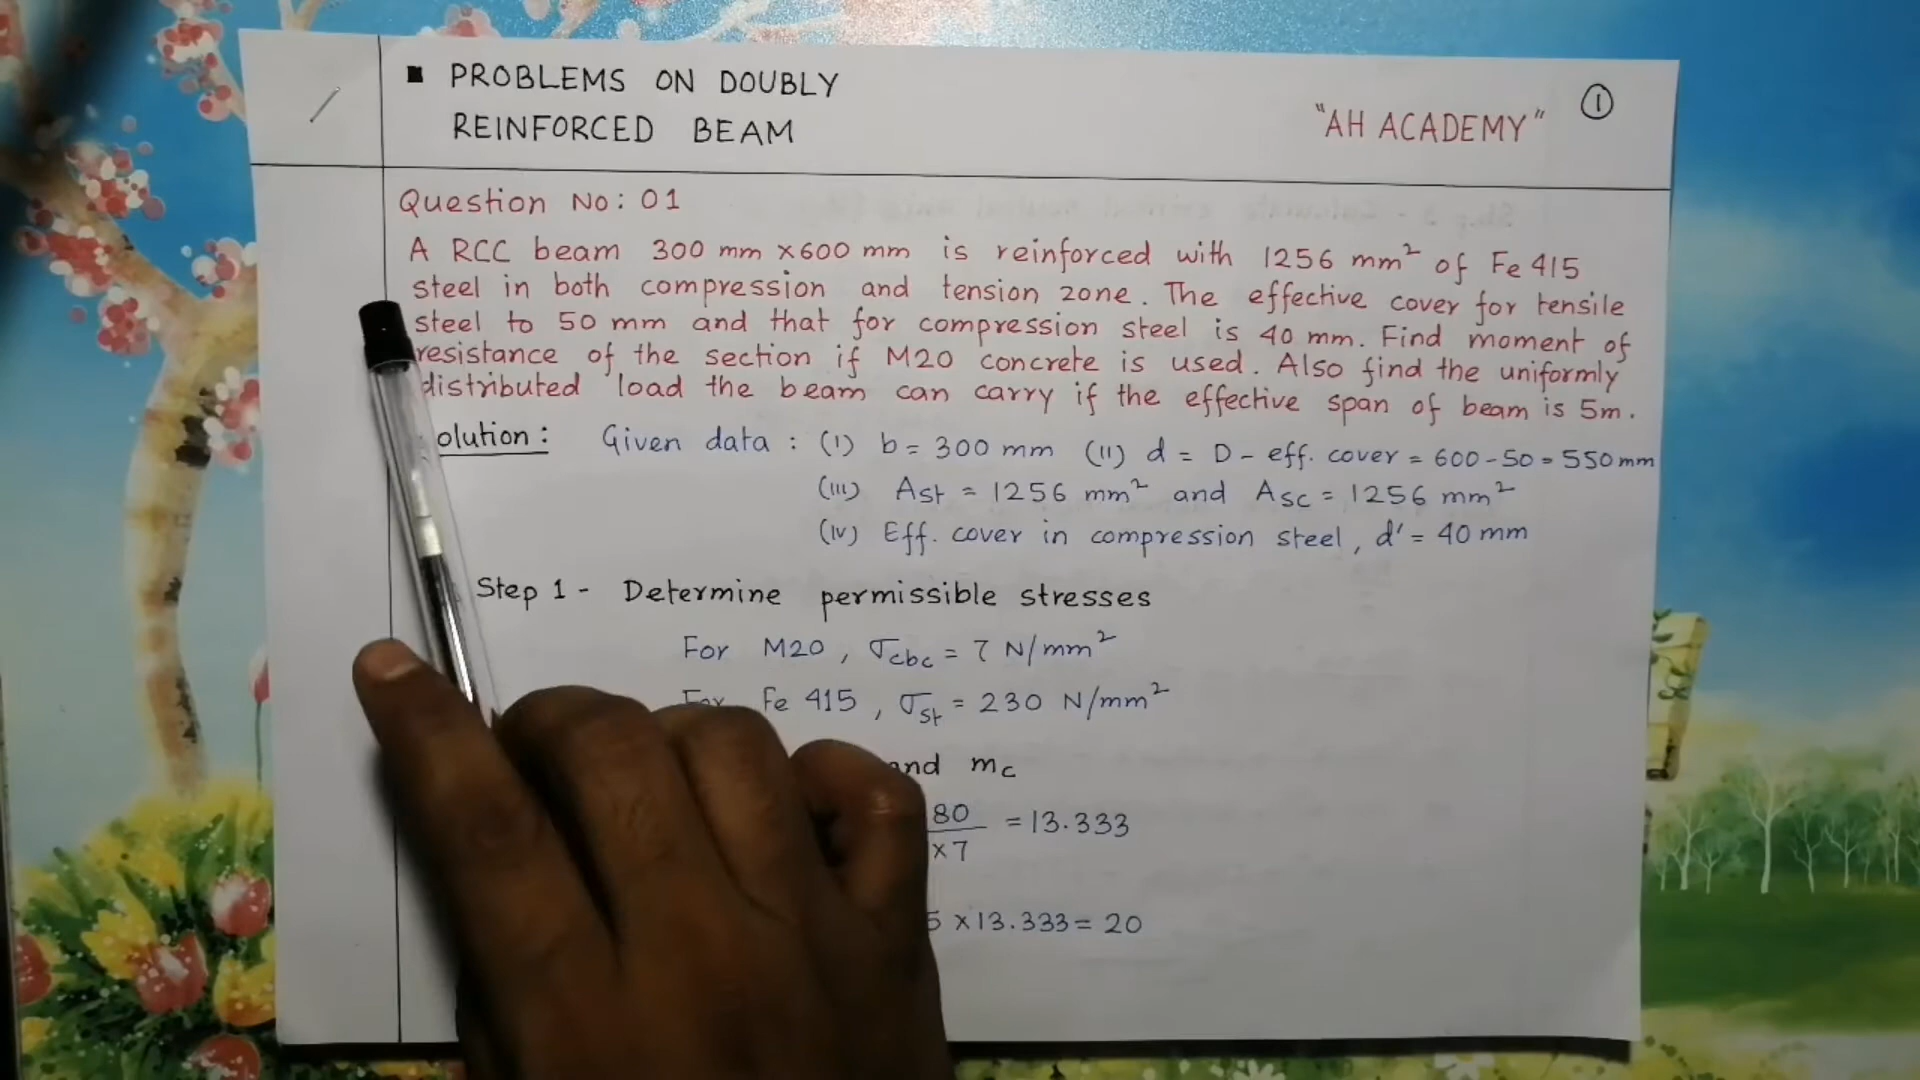 ▪ PROBLEMS ON DOUBLY
REINFORCED BEAM
"AH ACADEMY"
1
Question No: 01
A RCC beam 300 mm x600 mm is reinforced with 1256 mm² of Fe 415
steel in both compression and tension zone. The effective cover for tensile
steel to 50 mm and that for compression steel is 40 mm. Find moment of
resistance of the section if M20 concrete is used. Also find the uniformly
distributed load the beam can carry if the effective span of beam is 5m.
olution: Given data: (I) b = 300 mm (II) d = D - eff. cover = 600 - 50 = 550 mm
(III) Ast = 1256 mm² and Asc = 1256 mm²
(IV) Eff. cover in compression steel, d' = 40 mm
Step 1 - Determine permissible stresses
For M20, σcbc = 7 N/mm²
For Fe 415, σst = 230 N/mm²
and mc
80
x 7
= 13.333
5 x 13.333 = 20